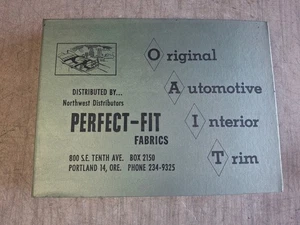 Original
Automotive
Interior
Trim
DISTRIBUTED BY...
Northwest Distributors
PERFECT-FIT
FABRICS
800 S.E. TENTH AVE. BOX 2150
PORTLAND 14, ORE. PHONE 234-9325